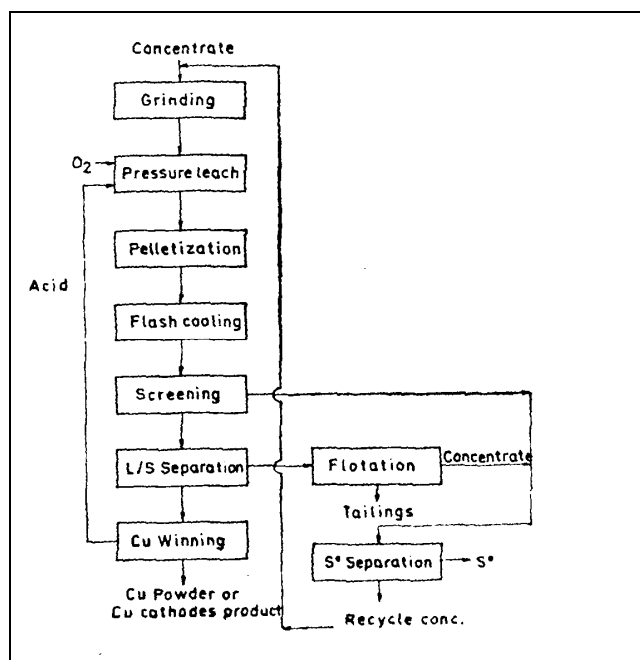 Concentrate
Grinding
O2
Pressure leach
Pelletization
Acid
Flash cooling
Screening
L/S Separation
Flotation
Concentrate
Tailings
Cu Winning
S° Separation
S°
Cu Powder or
Cu cathodes product
Recycle conc.